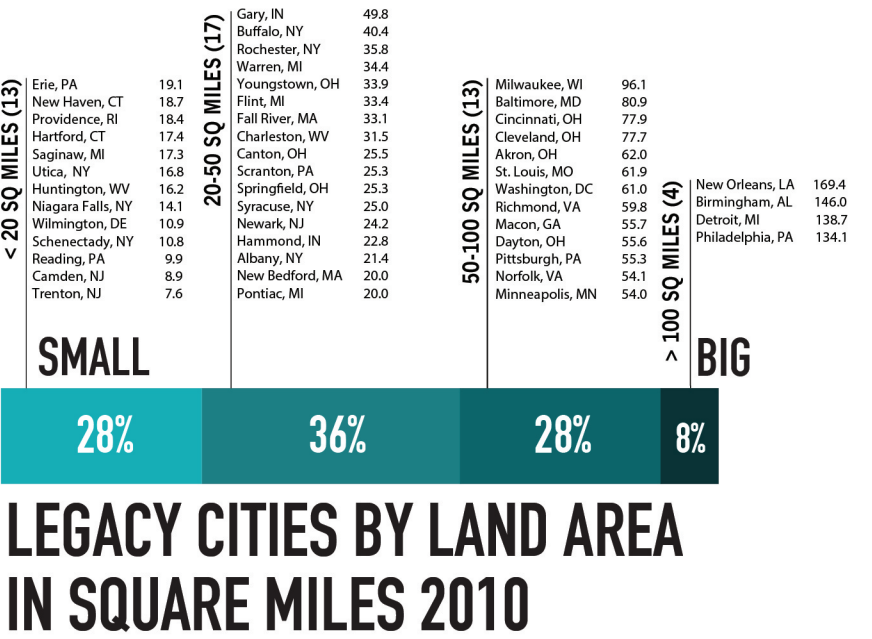 < 20 SQ MILES (13)
Erie, PA 19.1
New Haven, CT 18.7
Providence, RI 18.4
Hartford, CT 17.4
Saginaw, MI 17.3
Utica, NY 16.8
Huntington, WV 16.2
Niagara Falls, NY 14.1
Wilmington, DE 10.9
Schenectady, NY 10.8
Reading, PA 9.9
Camden, NJ 8.9
Trenton, NJ 7.6
20-50 SQ MILES (17)
Gary, IN 49.8
Buffalo, NY 40.4
Rochester, NY 35.8
Warren, MI 34.4
Youngstown, OH 33.9
Flint, MI 33.4
Fall River, MA 33.1
Charleston, WV 31.5
Canton, OH 25.5
Scranton, PA 25.3
Springfield, OH 25.3
Syracuse, NY 25.0
Newark, NJ 24.2
Hammond, IN 22.8
Albany, NY 21.4
New Bedford, MA 20.0
Pontiac, MI 20.0
50-100 SQ MILES (13)
Milwaukee, WI 96.1
Baltimore, MD 80.9
Cincinnati, OH 77.9
Cleveland, OH 77.7
Akron, OH 62.0
St. Louis, MO 61.9
Washington, DC 61.0
Richmond, VA 59.8
Macon, GA 55.7
Dayton, OH 55.6
Pittsburgh, PA 55.3
Norfolk, VA 54.1
Minneapolis, MN 54.0
> 100 SQ MILES (4)
New Orleans, LA 169.4
Birmingham, AL 146.0
Detroit, MI 138.7
Philadelphia, PA 134.1
SMALL
BIG
28% 36% 28% 8%
LEGACY CITIES BY LAND AREA
IN SQUARE MILES 2010